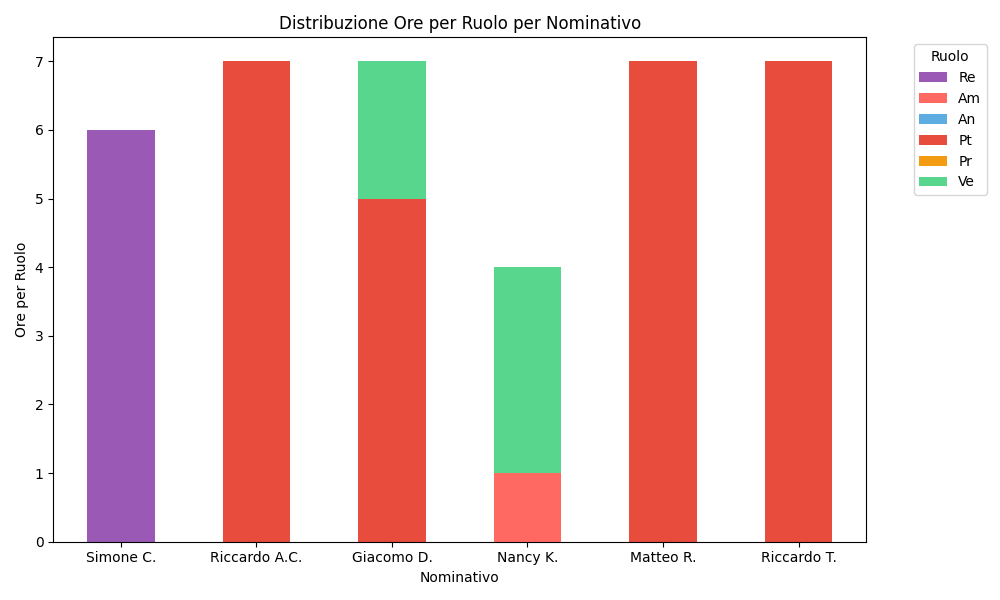 Distribuzione Ore per Ruolo per Nominativo
Ruolo
Re
Am
An
Pt
Pr
Ve
Ore per Ruolo
7
6
5
4
3
2
1
0
Simone C.
Riccardo A.C.
Giacomo D.
Nancy K.
Matteo R.
Riccardo T.
Nominativo